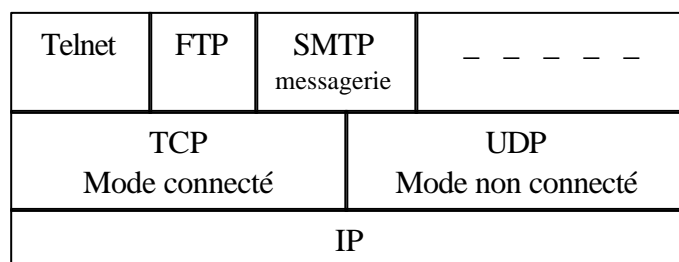 Telnet FTP SMTP – – – – –
messagerie
TCP UDP
Mode connecté Mode non connecté
IP